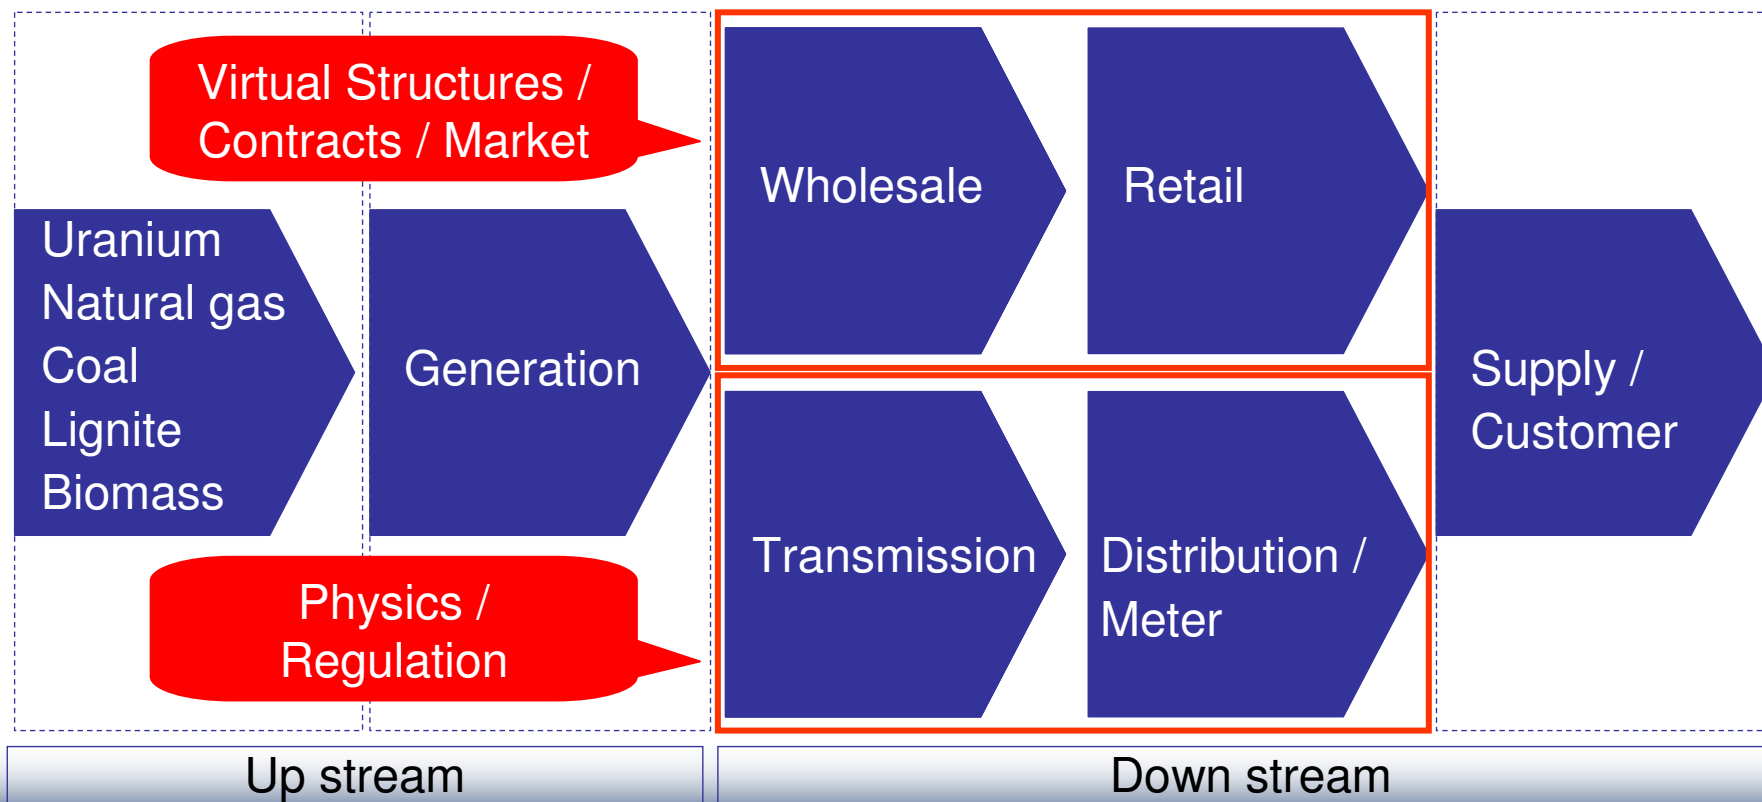 Virtual Structures /
Contracts / Market
Uranium
Natural gas
Coal
Lignite
Biomass
Generation
Physics /
Regulation
Wholesale
Retail
Transmission
Distribution /
Meter
Supply /
Customer
Up stream
Down stream